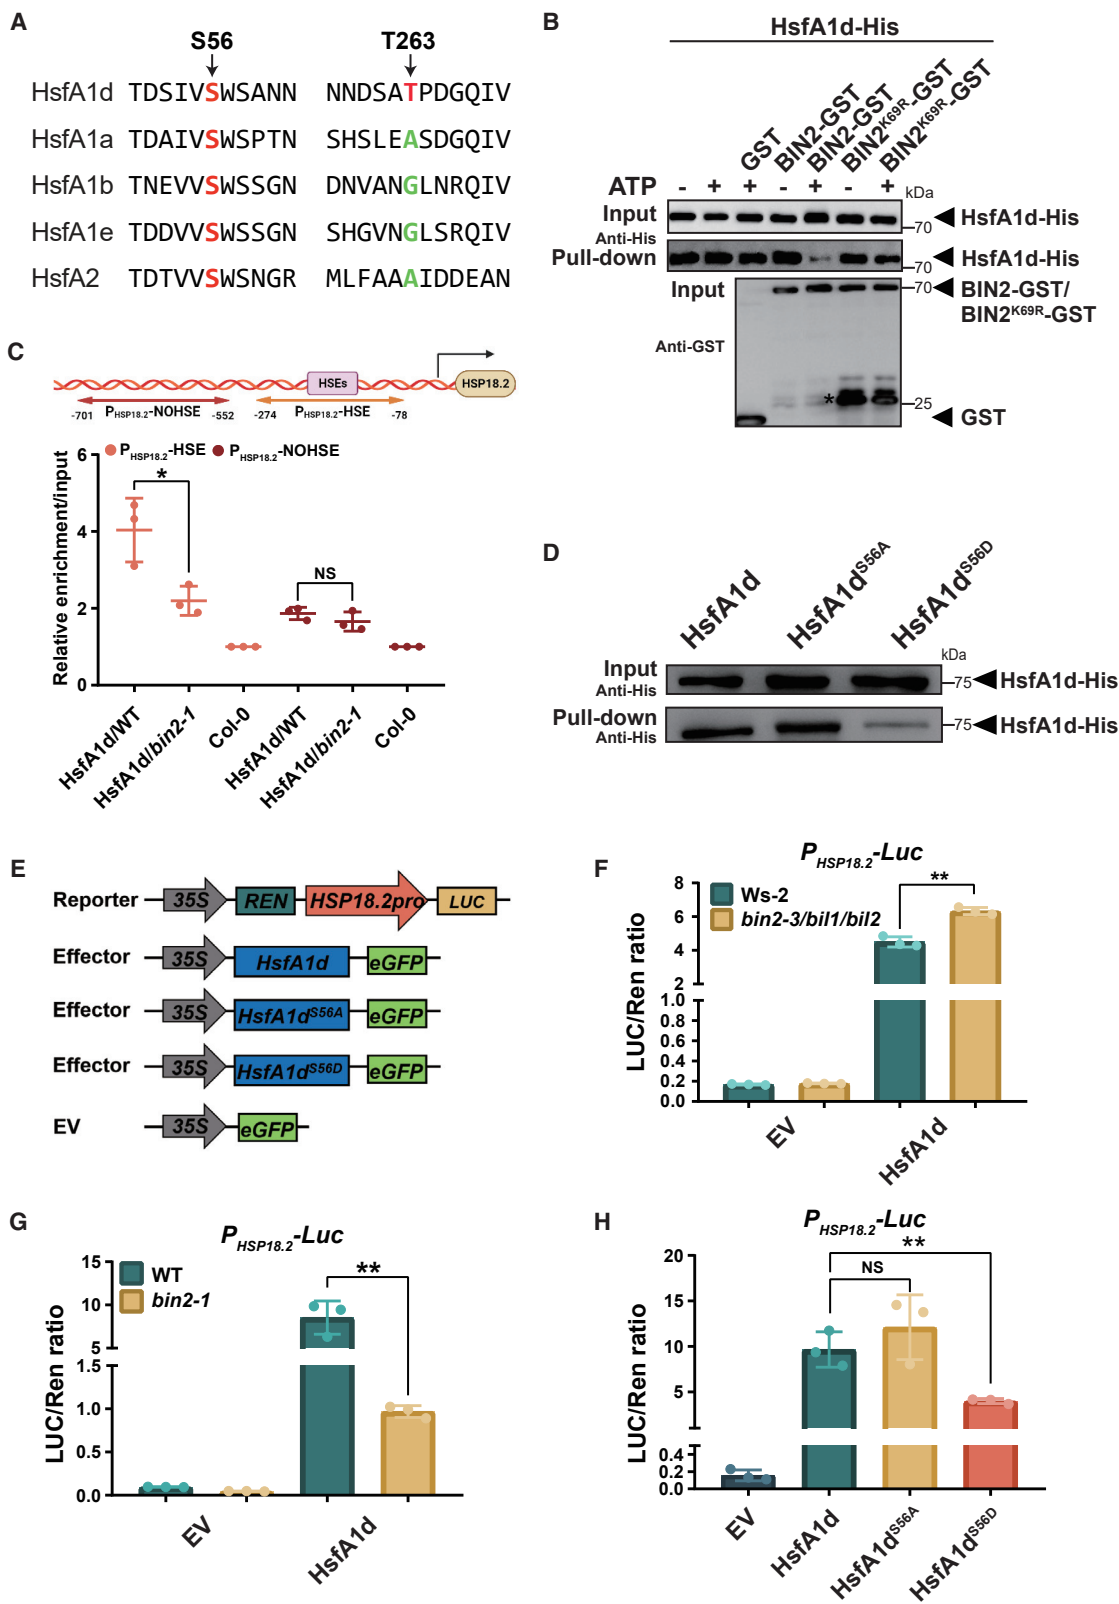 A
S56 T263
HsfA1d TDSIVSWSANN NNDSATPDGQIV
HsfA1a TDAIVSWSPTN SHSLEASDGQIV
HsfA1b TNEVVSWSSGN DNVANGLNRQIV
HsfA1e TDDVVSWSSGN SHGVNGLSRQIV
HsfA2 TDTVVSWSNGR MLFAAAIDDEAN
B
HsfA1d-His
GST BIN2-GST BIN2-GST BIN2K69R-GST BIN2K69R-GST
ATP - + + - + - + kDa
Input 70 HsfA1d-His
Anti-His
Pull-down 70 HsfA1d-His
Input 70 BIN2-GST/
BIN2K69R-GST
Anti-GST
* 25
GST
C
HSEs HSP18.2
-701 PHSP18.2-NOHSE -552 -274 PHSP18.2-HSE -78
PHSP18.2-HSE PHSP18.2-NOHSE
Relative enrichment/input
6
4
2
0
* NS
HsfA1d/WT HsfA1d/bin2-1 Col-0 HsfA1d/WT HsfA1d/bin2-1 Col-0
D
HsfA1d HsfA1dS56A HsfA1dS56D
kDa
Input
Anti-His
75 HsfA1d-His
Pull-down
Anti-His
75 HsfA1d-His
E
Reporter 35S REN HSP18.2pro LUC
Effector 35S HsfA1d eGFP
Effector 35S HsfA1dS56A eGFP
Effector 35S HsfA1dS56D eGFP
EV 35S eGFP
F
PHSP18.2-Luc
Ws-2
bin2-3/bil1/bil2
**
LUC/Ren ratio
8
6
4
2
1.0
0.8
0.6
0.4
0.2
0.0
EV HsfA1d
G
PHSP18.2-Luc
WT
bin2-1
**
LUC/Ren ratio
15
10
5
1.5
1.0
0.5
0.0
EV HsfA1d
H
PHSP18.2-Luc
**
NS
LUC/Ren ratio
20
15
10
5
0.4
0.2
0.0
EV HsfA1d HsfA1dS56A HsfA1dS56D